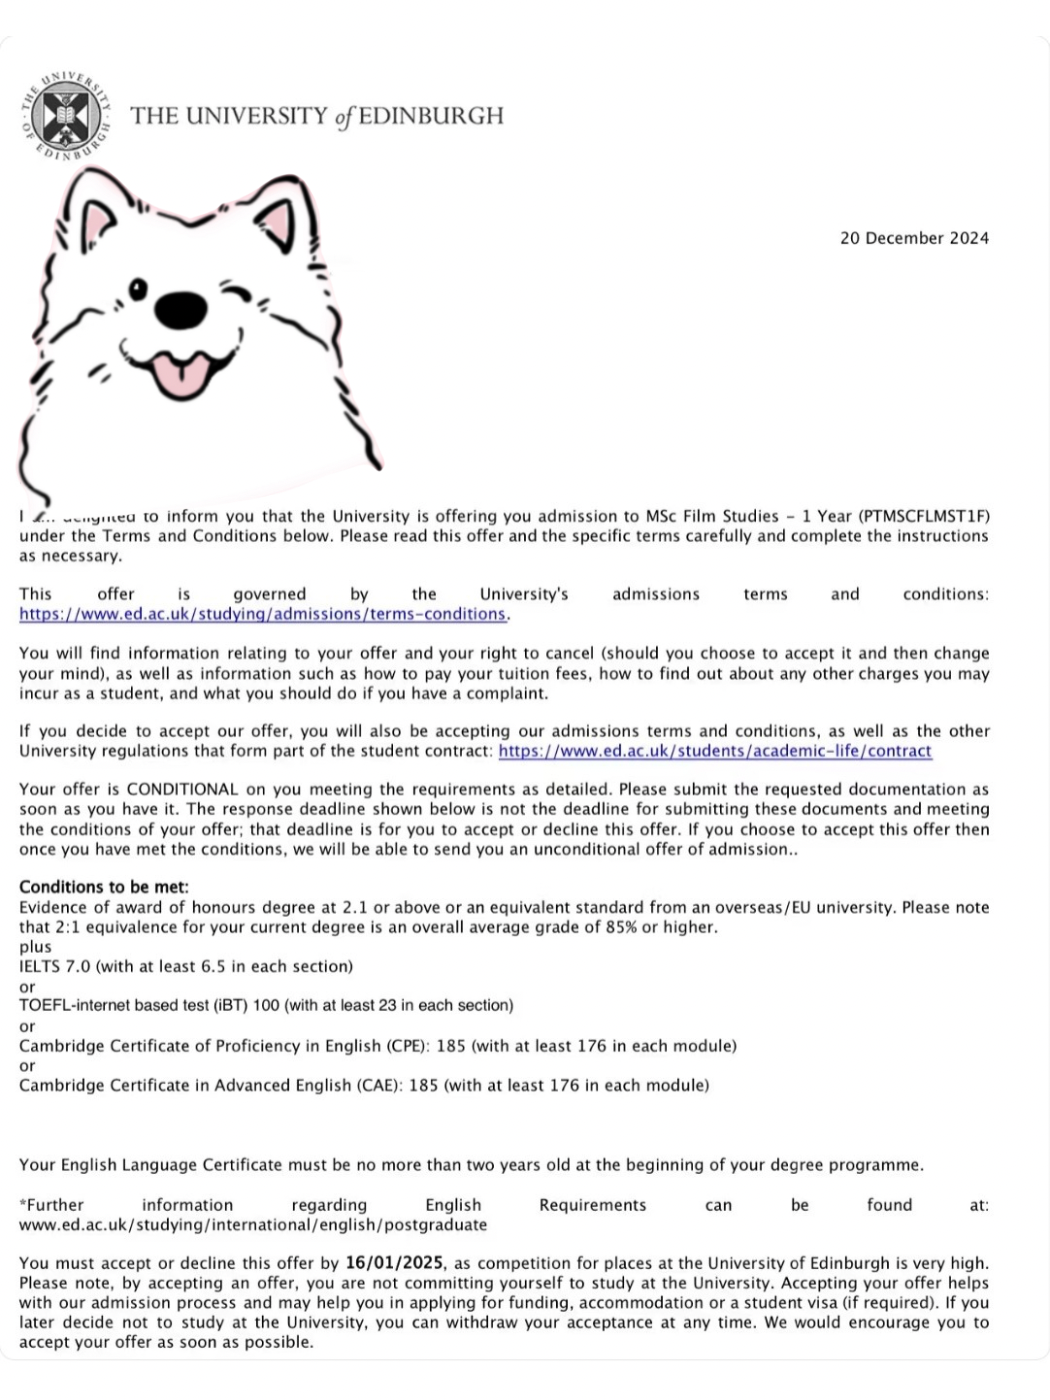 THE UNIVERSITY OF EDINBURGH
THE UNIVERSITY of EDINBURGH
20 December 2024
I to inform you that the University is offering you admission to MSc Film Studies – 1 Year (PTMSCFLMST1F)
under the Terms and Conditions below. Please read this offer and the specific terms carefully and complete the instructions
as necessary.
This offer is governed by the University's admissions terms and conditions:
https://www.ed.ac.uk/studying/admissions/terms-conditions.
You will find information relating to your offer and your right to cancel (should you choose to accept it and then change
your mind), as well as information such as how to pay your tuition fees, how to find out about any other charges you may
incur as a student, and what you should do if you have a complaint.
If you decide to accept our offer, you will also be accepting our admissions terms and conditions, as well as the other
University regulations that form part of the student contract: https://www.ed.ac.uk/students/academic-life/contract
Your offer is CONDITIONAL on you meeting the requirements as detailed. Please submit the requested documentation as
soon as you have it. The response deadline shown below is not the deadline for submitting these documents and meeting
the conditions of your offer; that deadline is for you to accept or decline this offer. If you choose to accept this offer then
once you have met the conditions, we will be able to send you an unconditional offer of admission..
Conditions to be met:
Evidence of award of honours degree at 2.1 or above or an equivalent standard from an overseas/EU university. Please note
that 2:1 equivalence for your current degree is an overall average grade of 85% or higher.
plus
IELTS 7.0 (with at least 6.5 in each section)
or
TOEFL-internet based test (iBT) 100 (with at least 23 in each section)
or
Cambridge Certificate of Proficiency in English (CPE): 185 (with at least 176 in each module)
or
Cambridge Certificate in Advanced English (CAE): 185 (with at least 176 in each module)
Your English Language Certificate must be no more than two years old at the beginning of your degree programme.
*Further information regarding English Requirements can be found at:
www.ed.ac.uk/studying/international/english/postgraduate
You must accept or decline this offer by 16/01/2025, as competition for places at the University of Edinburgh is very high.
Please note, by accepting an offer, you are not committing yourself to study at the University. Accepting your offer helps
with our admission process and may help you in applying for funding, accommodation or a student visa (if required). If you
later decide not to study at the University, you can withdraw your acceptance at any time. We would encourage you to
accept your offer as soon as possible.